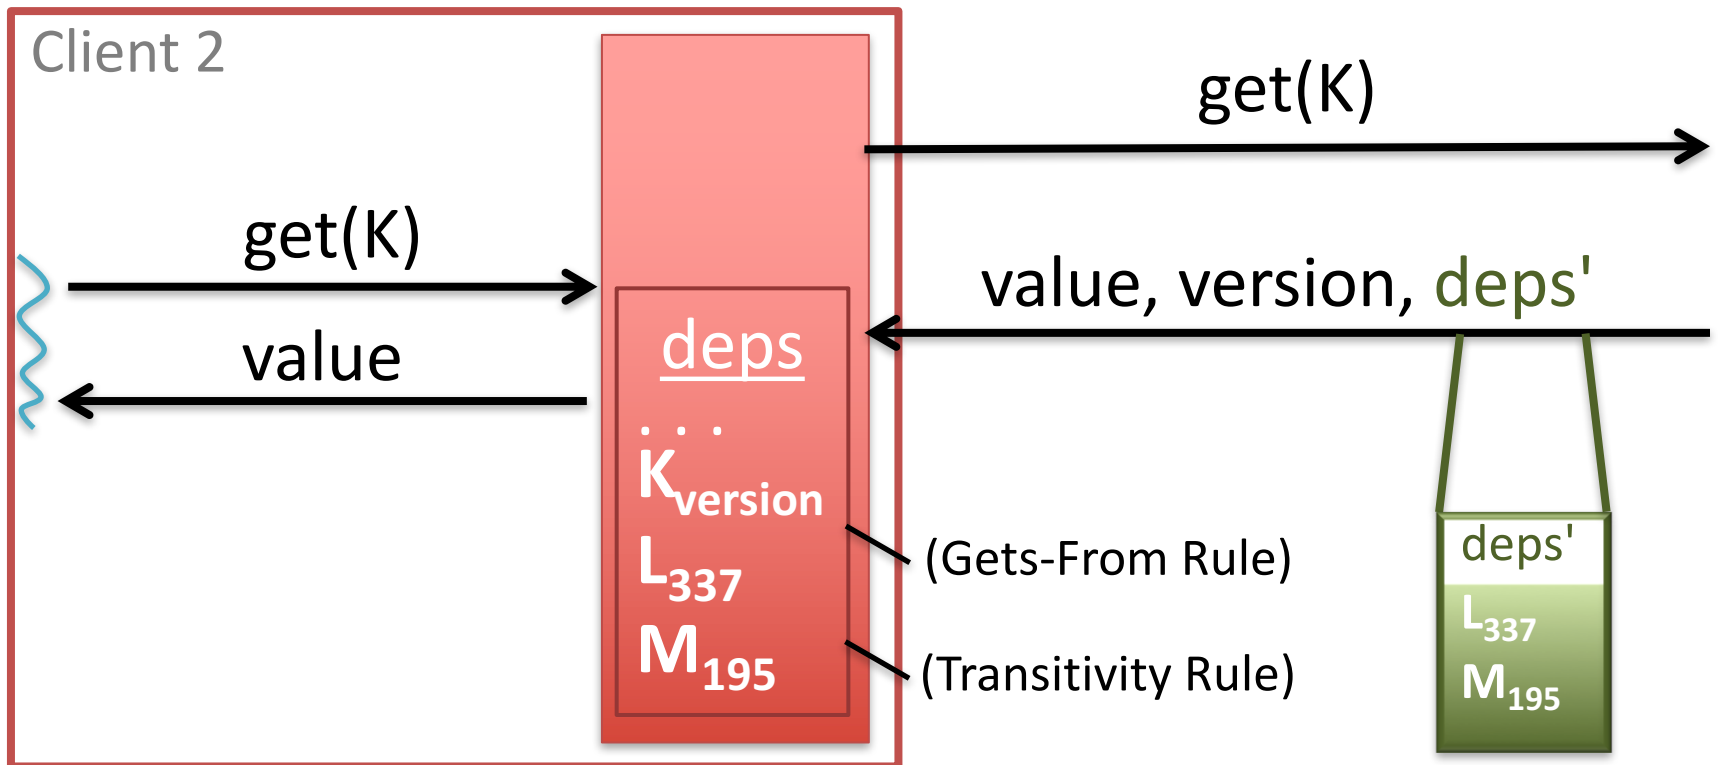 Client 2
get(K)
get(K)
value
value, version, deps'
deps
. . .
Kversion
L337
M195
(Gets-From Rule)
(Transitivity Rule)
deps'
L337
M195